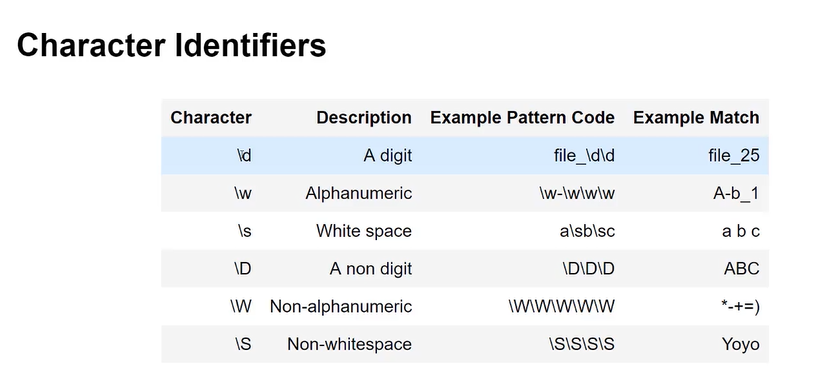 Character Identifiers
Character Description Example Pattern Code Example Match
\d A digit file_\d\d file_25
\w Alphanumeric \w-\w\w\w A-b_1
\s White space a\sb\sc a b c
\D A non digit \D\D\D ABC
\W Non-alphanumeric \W\W\W\W\W *-+=)
\S Non-whitespace \S\S\S\S Yoyo